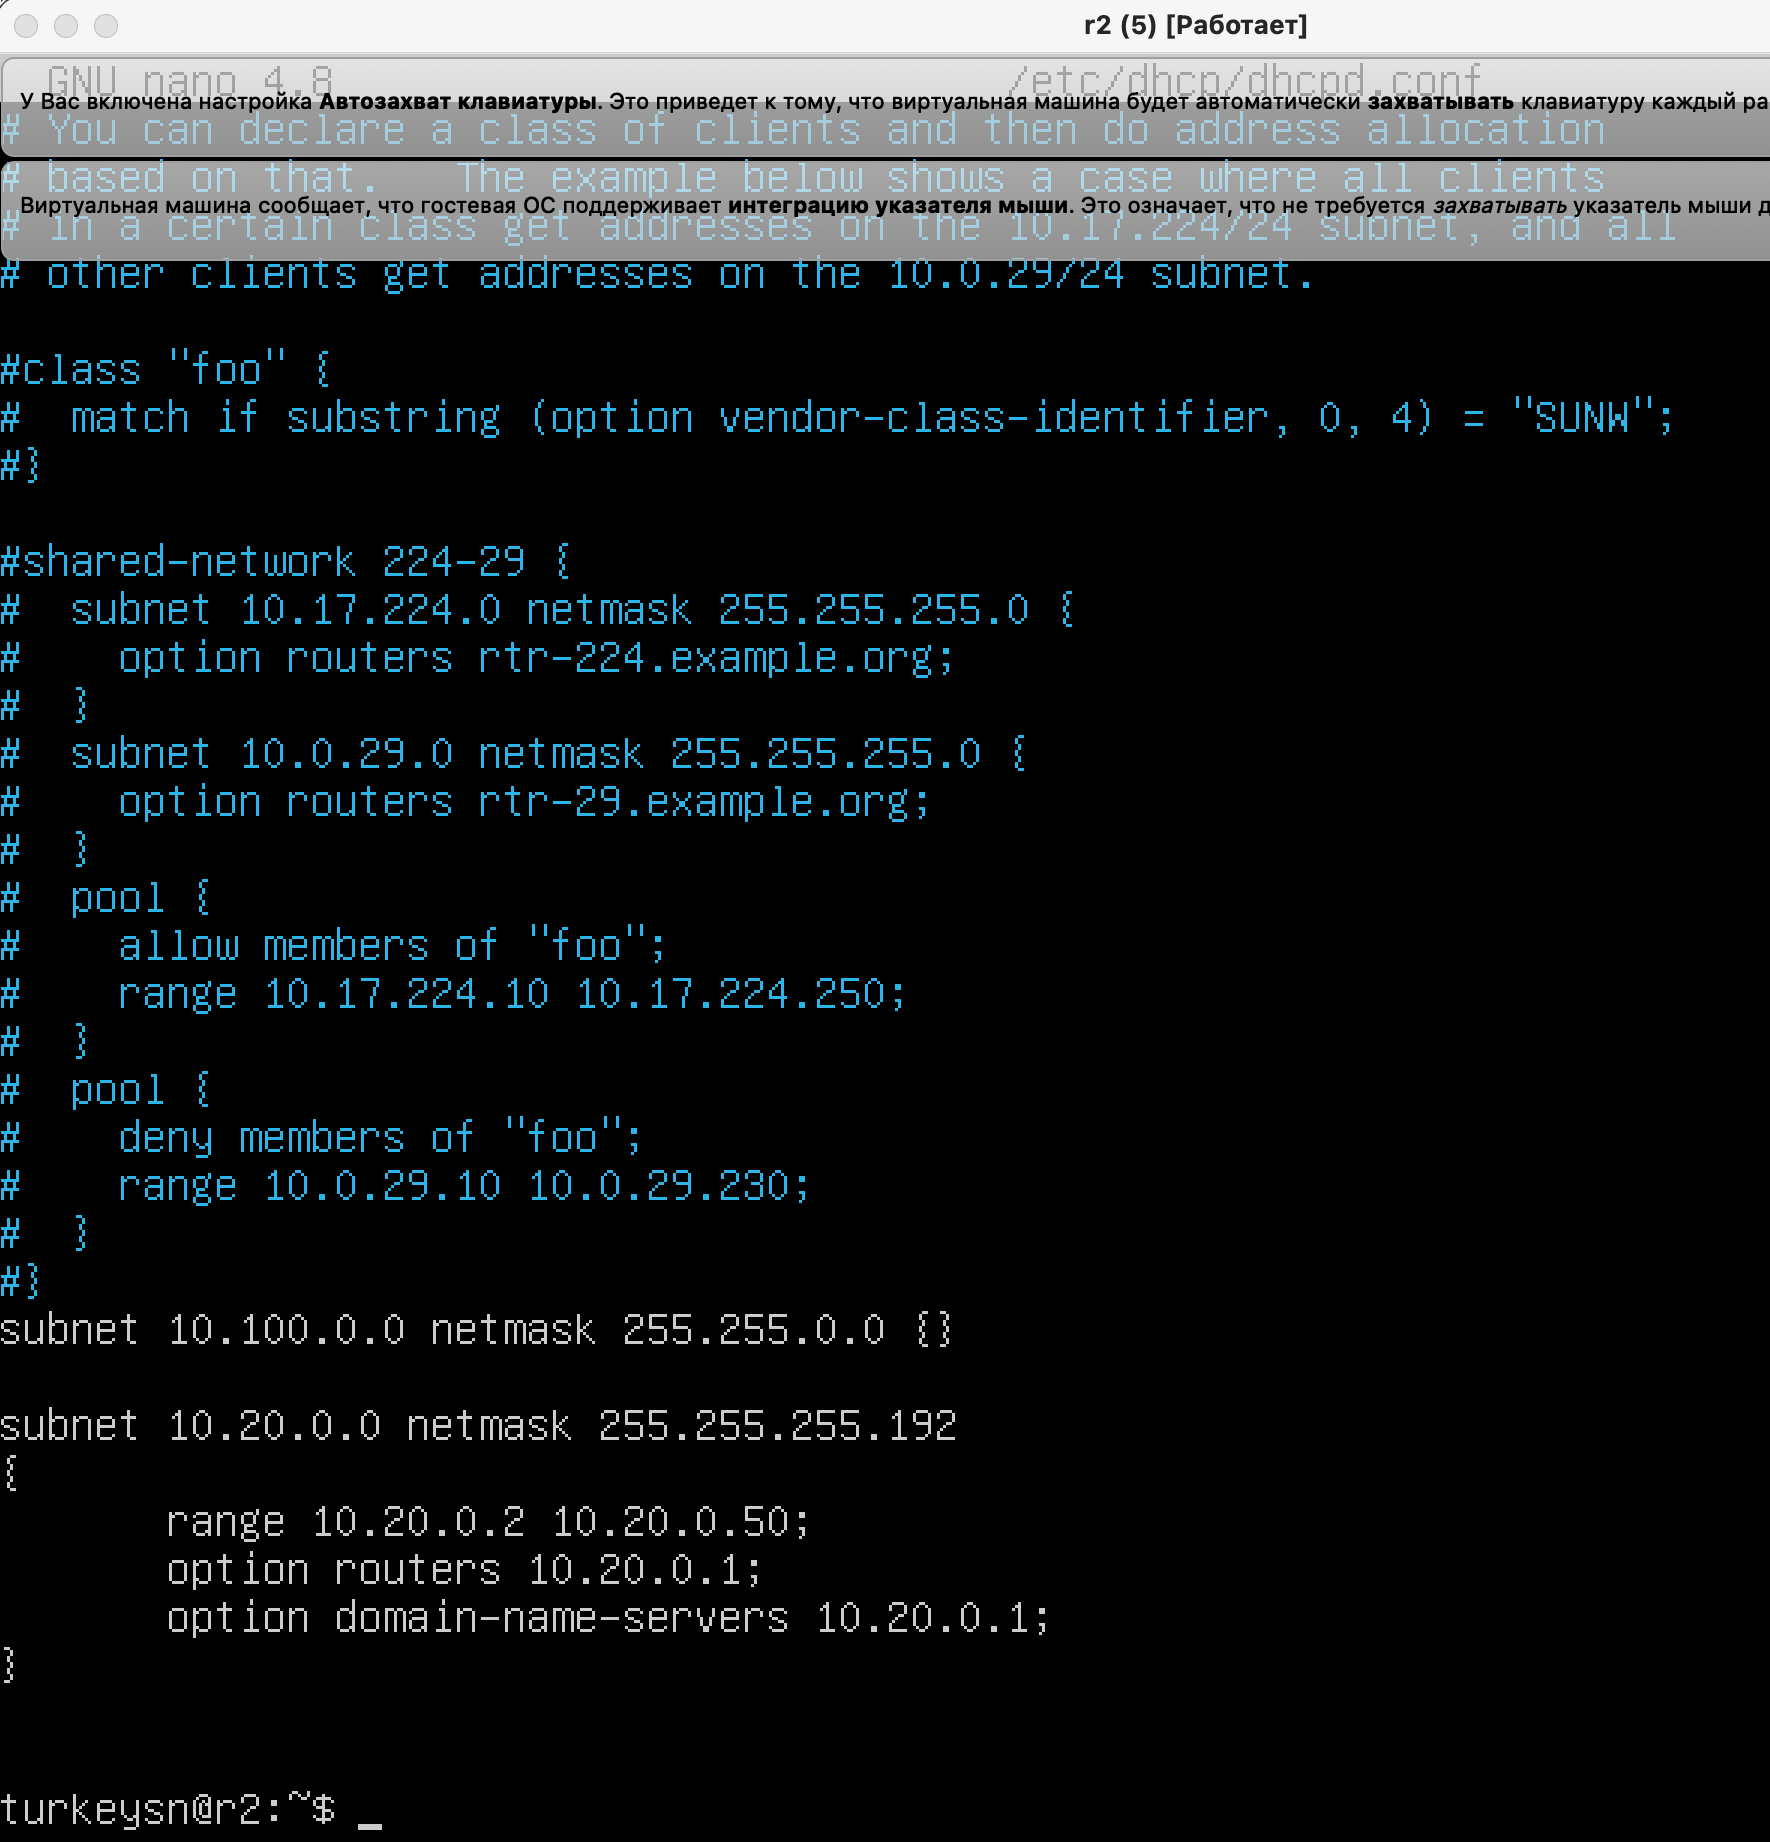 r2 (5) [Работает]
GNU nano 4.8 /etc/dhcp/dhcpd.conf
У Вас включена настройка Автозахват клавиатуры. Это приведет к тому, что виртуальная машина будет автоматически захватывать клавиатуру каждый ра
# You can declare a class of clients and then do address allocation
# based on that.   The example below shows a case where all clients
Виртуальная машина сообщает, что гостевая ОС поддерживает интеграцию указателя мыши. Это означает, что не требуется захватывать указатель мыши д
# in a certain class get addresses on the 10.17.224/24 subnet, and all
# other clients get addresses on the 10.0.29/24 subnet.
#class "foo" {
#  match if substring (option vendor-class-identifier, 0, 4) = "SUNW";
#}
#shared-network 224-29 {
#  subnet 10.17.224.0 netmask 255.255.255.0 {
#    option routers rtr-224.example.org;
#  }
#  subnet 10.0.29.0 netmask 255.255.255.0 {
#    option routers rtr-29.example.org;
#  }
#  pool {
#    allow members of "foo";
#    range 10.17.224.10 10.17.224.250;
#  }
#  pool {
#    deny members of "foo";
#    range 10.0.29.10 10.0.29.230;
#  }
#}
subnet 10.100.0.0 netmask 255.255.0.0 {}
subnet 10.20.0.0 netmask 255.255.255.192
{
range 10.20.0.2 10.20.0.50;
option routers 10.20.0.1;
option domain-name-servers 10.20.0.1;
}
turkeysn@r2:~$ _